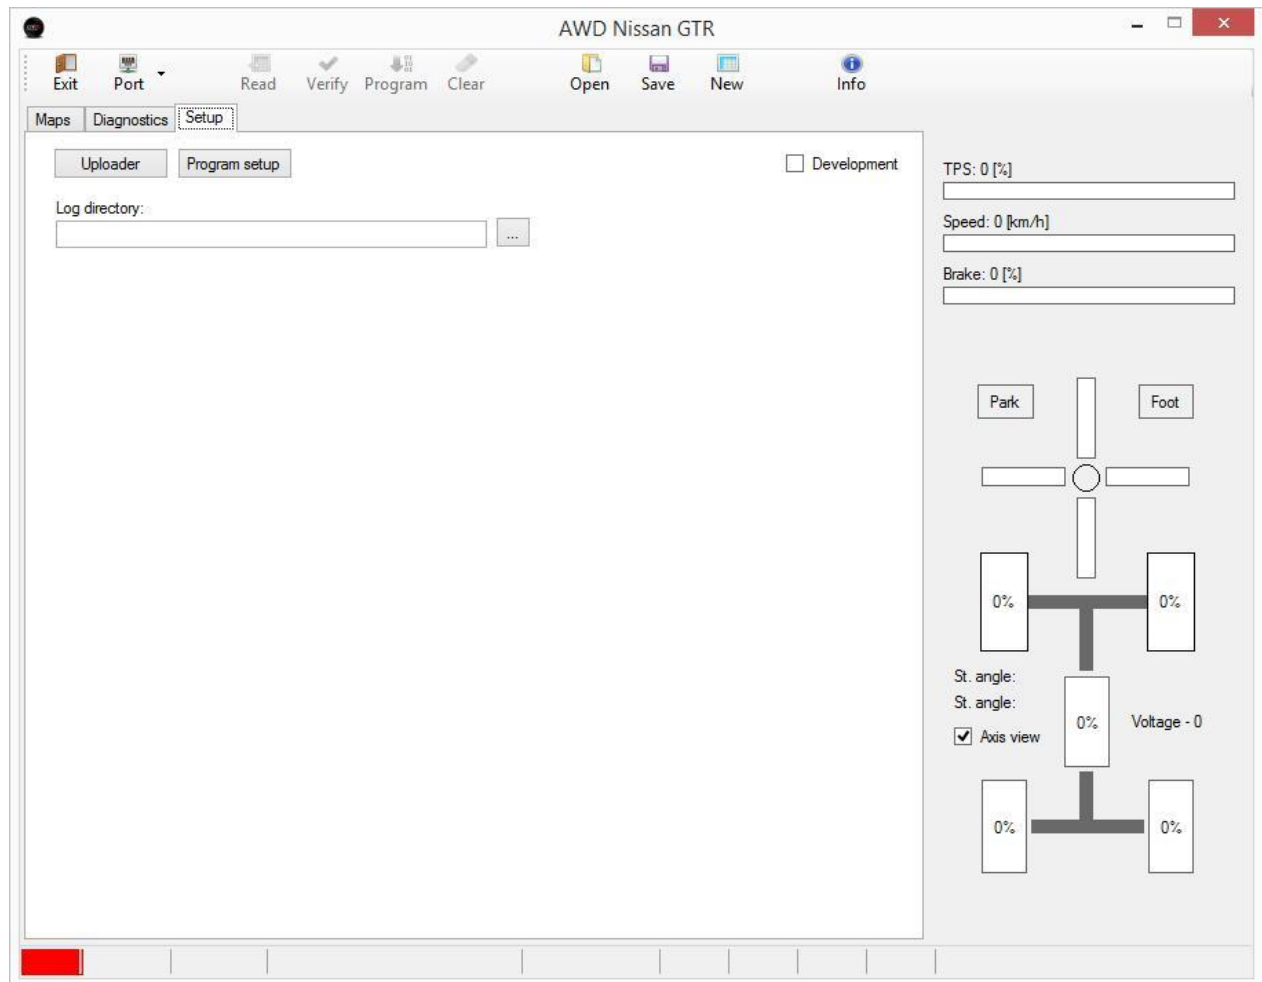 AWD Nissan GTR
Exit Port Read Verify Program Clear Open Save New Info
Maps Diagnostics Setup
Uploader Program setup Development
Log directory:
...
TPS: 0 [%]
Speed: 0 [km/h]
Brake: 0 [%]
Park Foot
0% 0%
St. angle:
St. angle:
0% Voltage - 0
Axis view
0% 0%